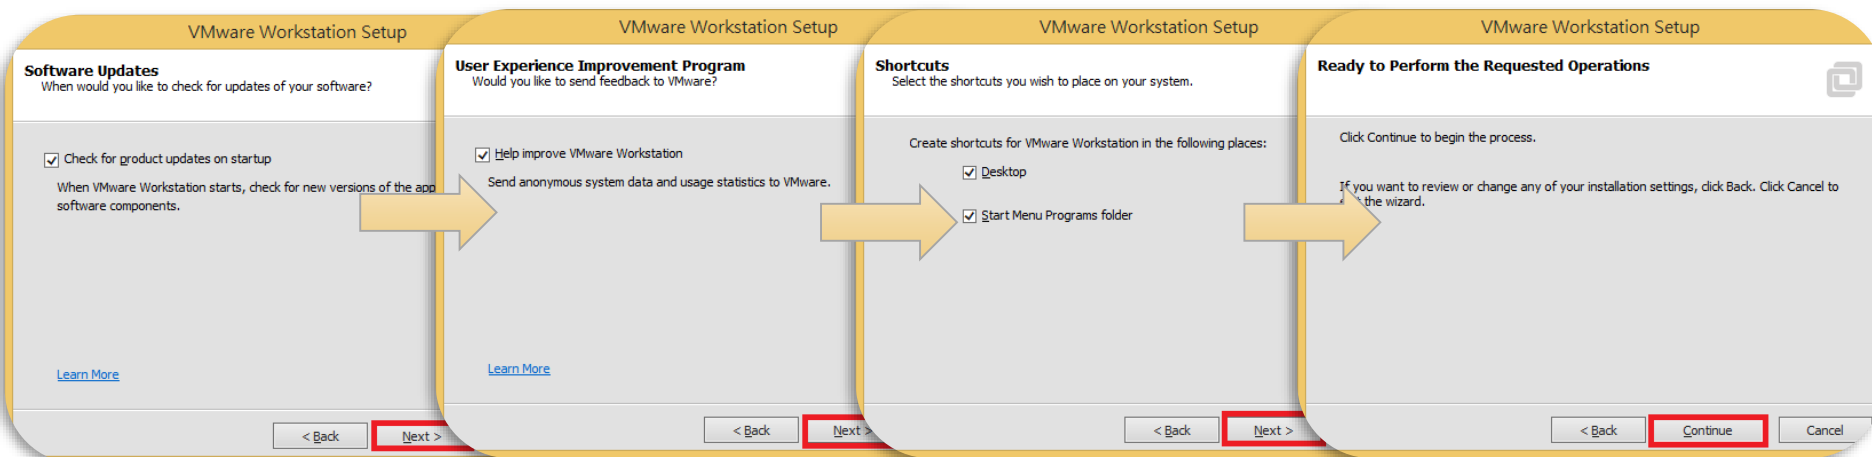 VMware Workstation Setup
Software Updates
When would you like to check for updates of your software?
Check for product updates on startup
When VMware Workstation starts, check for new versions of the app
software components.
Learn More
< Back
Next >
VMware Workstation Setup
User Experience Improvement Program
Would you like to send feedback to VMware?
Help improve VMware Workstation
Send anonymous system data and usage statistics to VMware.
Learn More
< Back
Next >
VMware Workstation Setup
Shortcuts
Select the shortcuts you wish to place on your system.
Create shortcuts for VMware Workstation in the following places:
Desktop
Start Menu Programs folder
< Back
Next >
VMware Workstation Setup
Ready to Perform the Requested Operations
Click Continue to begin the process.
If you want to review or change any of your installation settings, click Back. Click Cancel to
the wizard.
< Back
Continue
Cancel